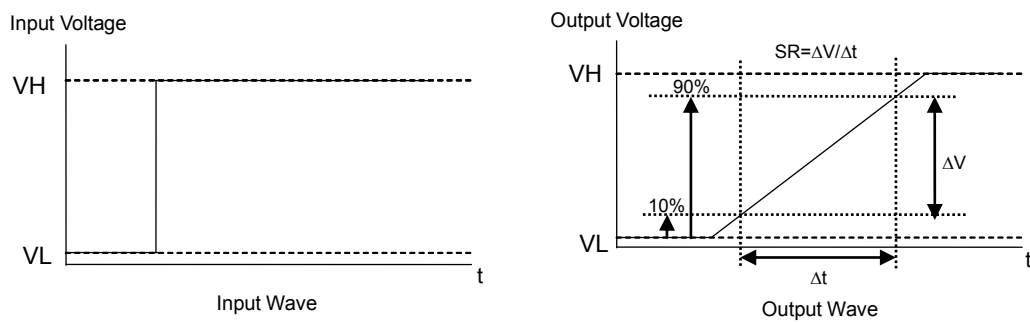 Input Voltage
VH
VL
t
Input Wave
Output Voltage
SR=ΔV/Δt
VH
90%
ΔV
10%
VL
t
Δt
Output Wave